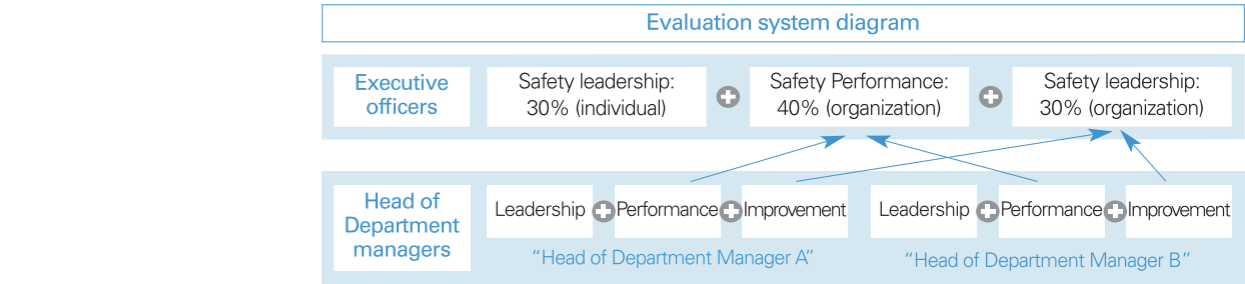 Evaluation system diagram
Executive
officers
Safety leadership:
30% (individual)
Safety Performance:
40% (organization)
Safety leadership:
30% (organization)
Head of
Department
managers
Leadership
Performance
Improvement
"Head of Department Manager A"
Leadership
Performance
Improvement
"Head of Department Manager B"